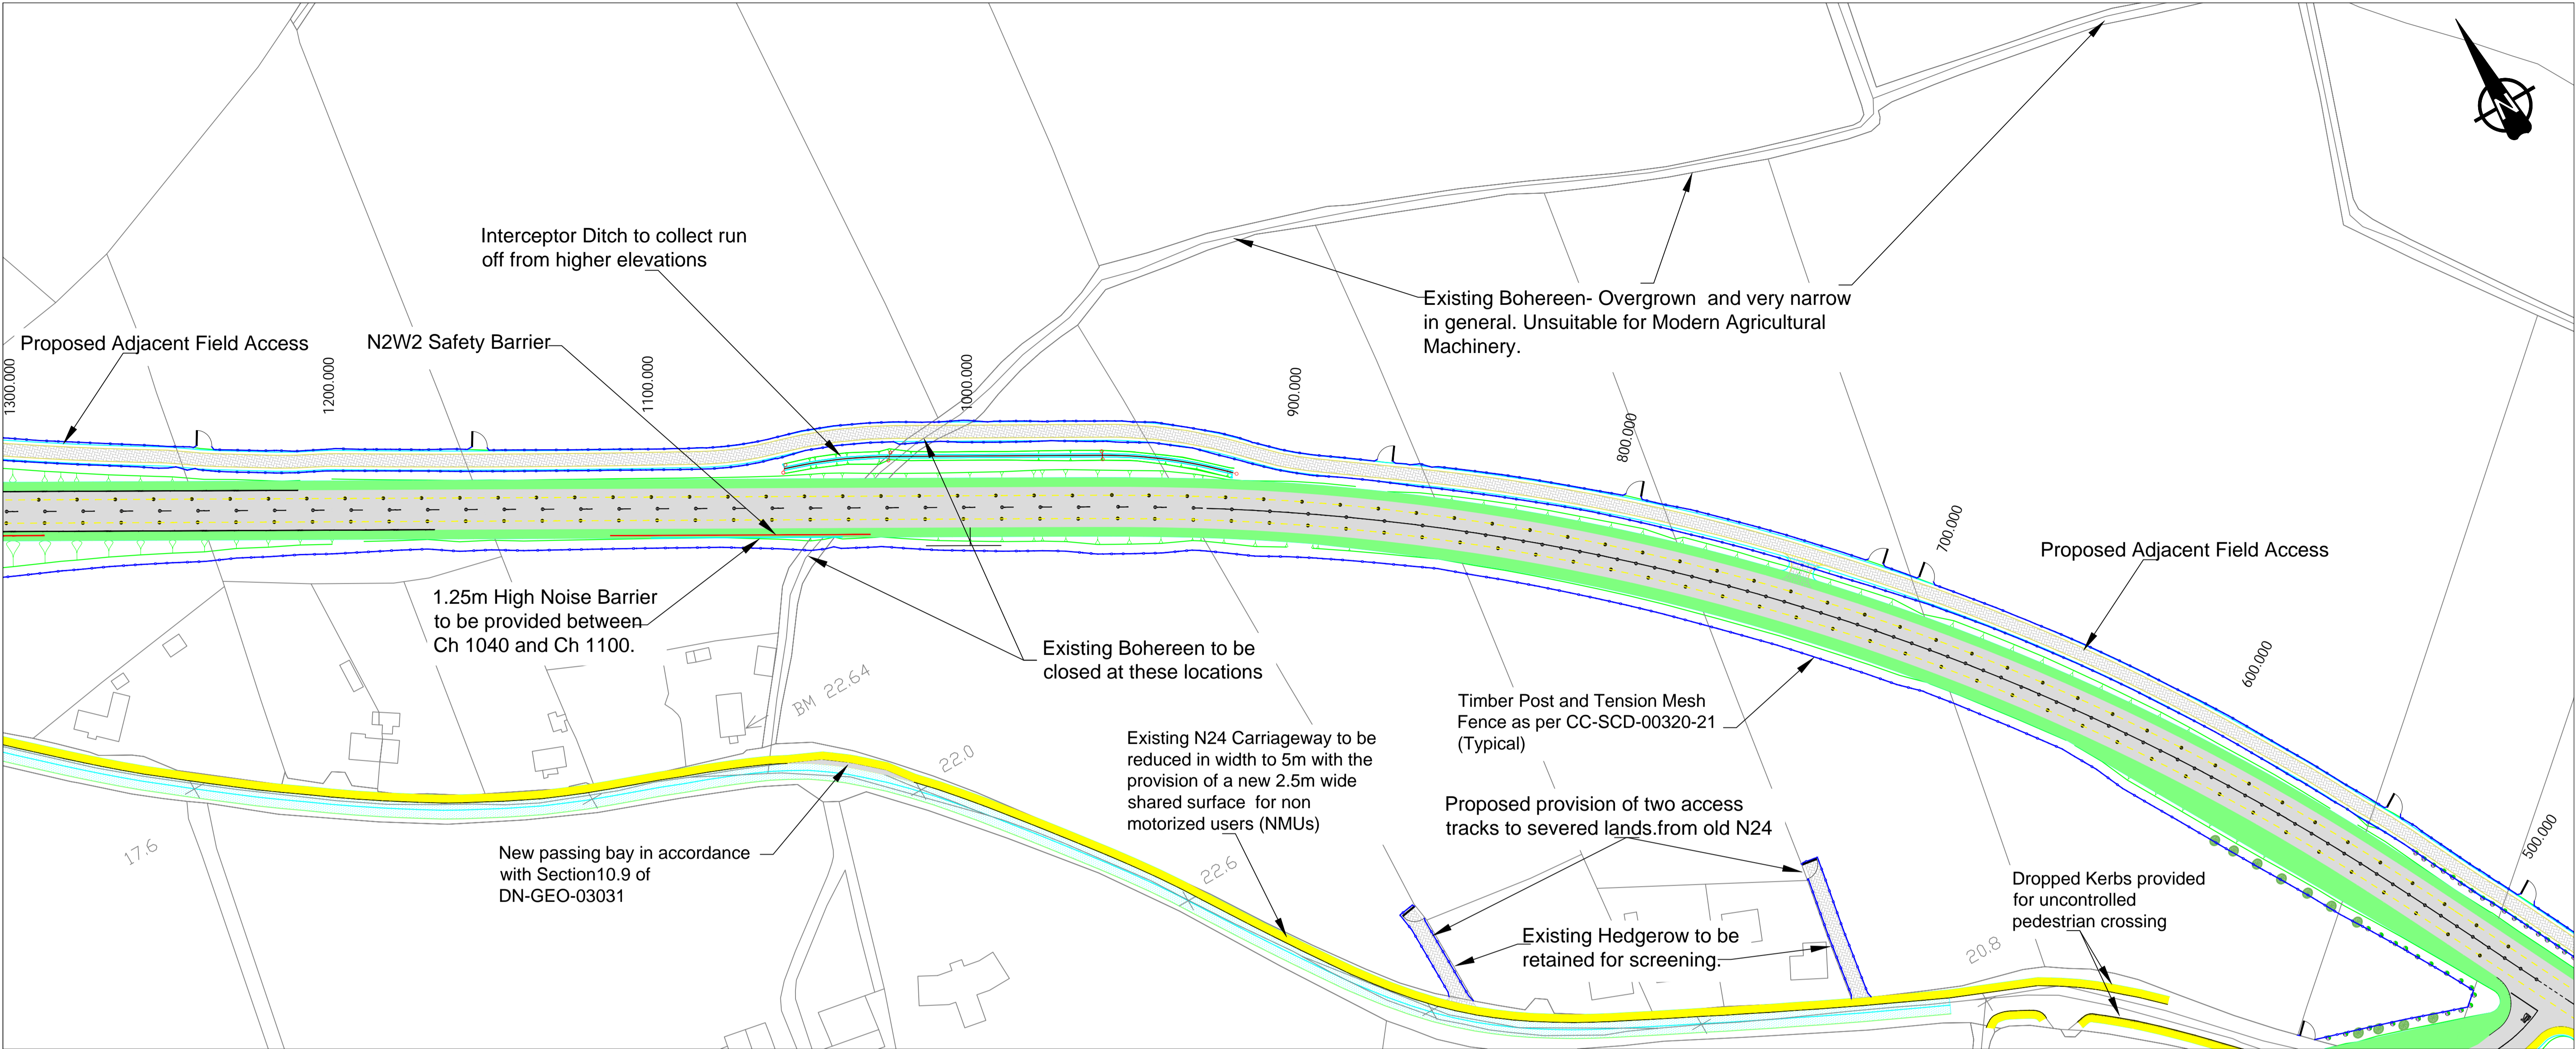 N
Interceptor Ditch to collect run
off from higher elevations
Existing Bohereen- Overgrown and very narrow
in general. Unsuitable for Modern Agricultural
Machinery.
Proposed Adjacent Field Access
N2W2 Safety Barrier
1300.000
1200.000
1100.000
1000.000
900.000
800.000
700.000
600.000
500.000
Proposed Adjacent Field Access
1.25m High Noise Barrier
to be provided between
Ch 1040 and Ch 1100.
Existing Bohereen to be
closed at these locations
BM 22.64
Timber Post and Tension Mesh
Fence as per CC-SCD-00320-21
(Typical)
Existing N24 Carriageway to be
reduced in width to 5m with the
provision of a new 2.5m wide
shared surface for non
motorized users (NMUs)
22.0
Proposed provision of two access
tracks to severed lands.from old N24
17.6
New passing bay in accordance
with Section10.9 of
DN-GEO-03031
22.6
Dropped Kerbs provided
for uncontrolled
pedestrian crossing
Existing Hedgerow to be
retained for screening.
20.8